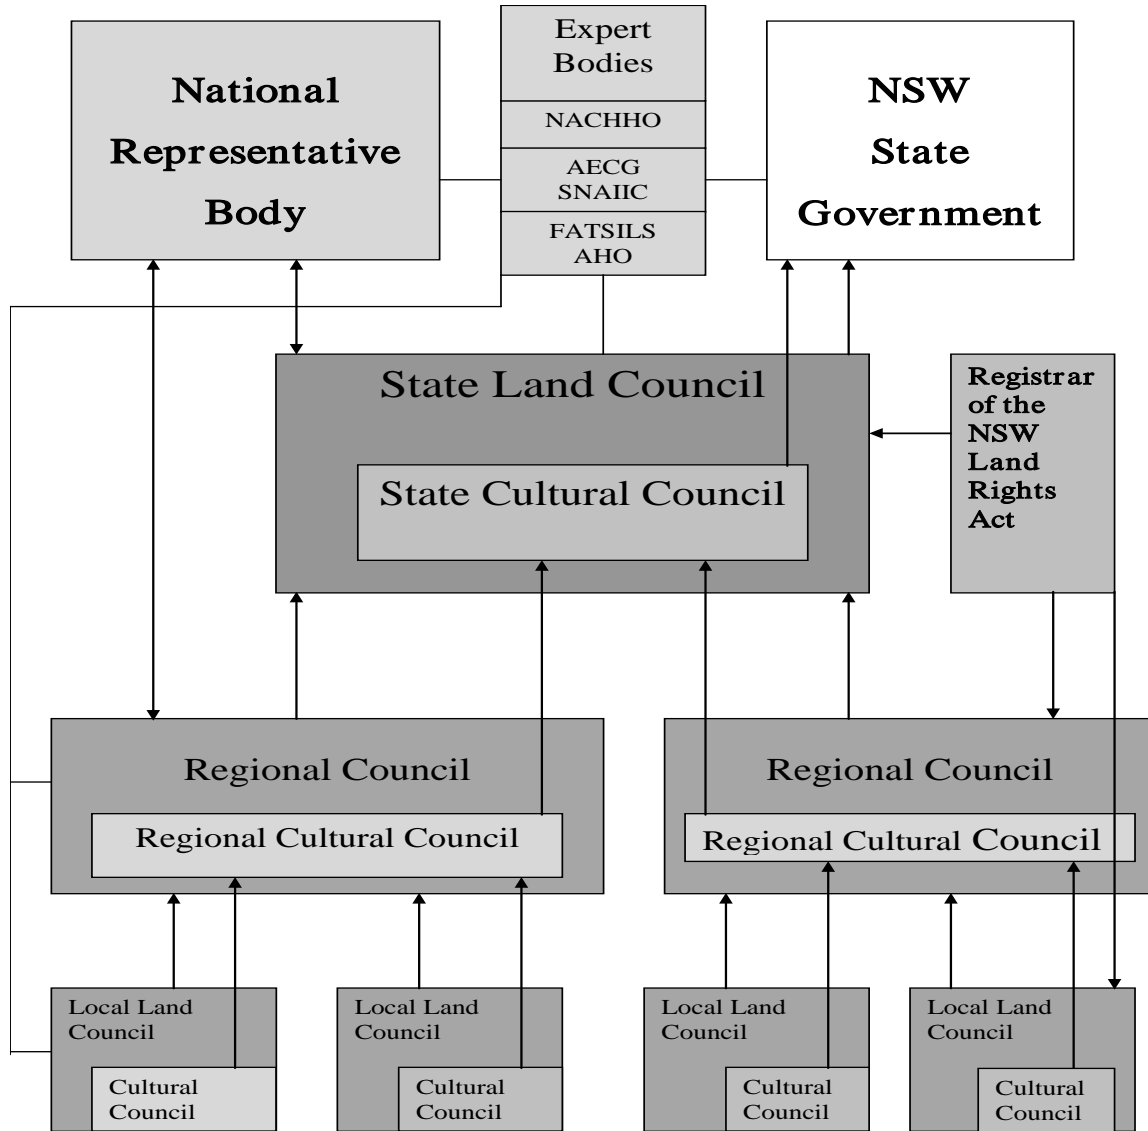 National
Representative
Body
Expert
Bodies
NACHHO
AECG
SNAIIC
FATSILS
AHO
NSW
State
Government
State Land Council
State Cultural Council
Registrar
of the
NSW
Land
Rights
Act
Regional Council
Regional Cultural Council
Regional Council
Regional Cultural Council
Local Land
Council
Cultural
Council
Local Land
Council
Cultural
Council
Local Land
Council
Cultural
Council
Local Land
Council
Cultural
Council